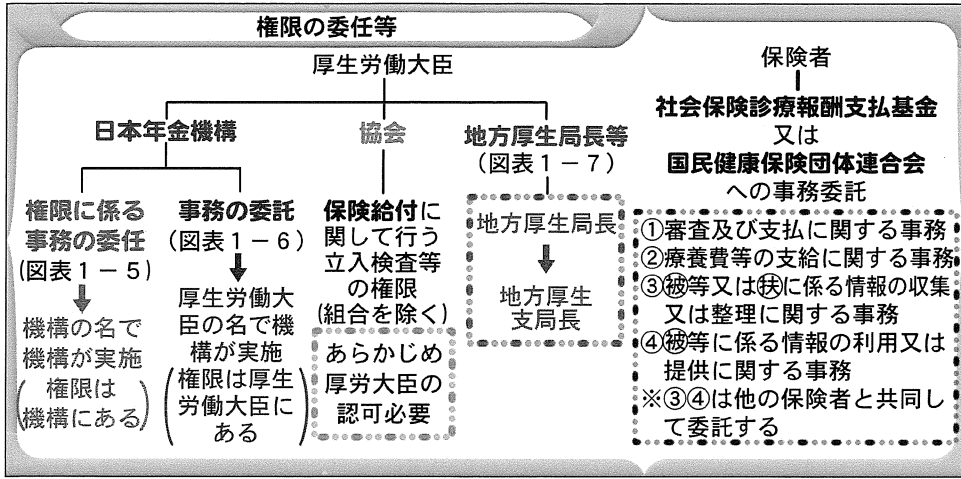 権限の委任等
厚生労働大臣
日本年金機構
権限に係る
事務の委任
(図表1－5)
機構の名で
機構が実施
(権限は
機構にある)
事務の委託
(図表1－6)
厚生労働大
臣の名で機
構が実施
(権限は厚生
労働大臣に
ある)
協会
保険給付に
関して行う
立入検査等
の権限
(組合を除く)
あらかじめ
厚労大臣の
認可必要
地方厚生局長等
(図表1－7)
地方厚生局長
地方厚生
支局長
保険者
社会保険診療報酬支払基金
又は
国民健康保険団体連合会
への事務委託
①審査及び支払に関する事務
②療養費等の支給に関する事務
③㊙等又は扶に係る情報の収集
又は整理に関する事務
④被等に係る情報の利用又は
提供に関する事務
※③④は他の保険者と共同し
て委託する